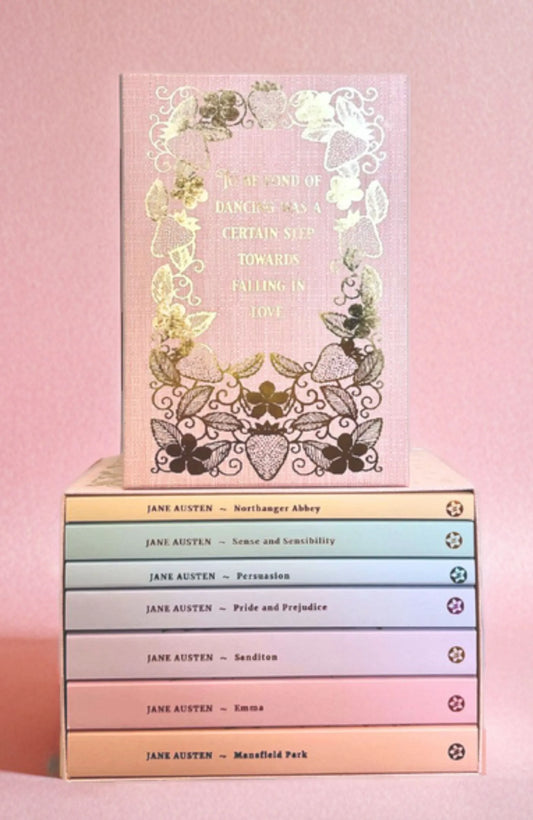 TO BE FOND OF
DANCING WAS A
CERTAIN STEP
TOWARDS
FALLING IN
LOVE
JANE AUSTEN ~ Northanger Abbey
JANE AUSTEN ~ Sense and Sensibility
JANE AUSTEN ~ Persuasion
JANE AUSTEN ~ Pride and Prejudice
JANE AUSTEN ~ Sanditon
JANE AUSTEN ~ Emma
JANE AUSTEN ~ Mansfield Park